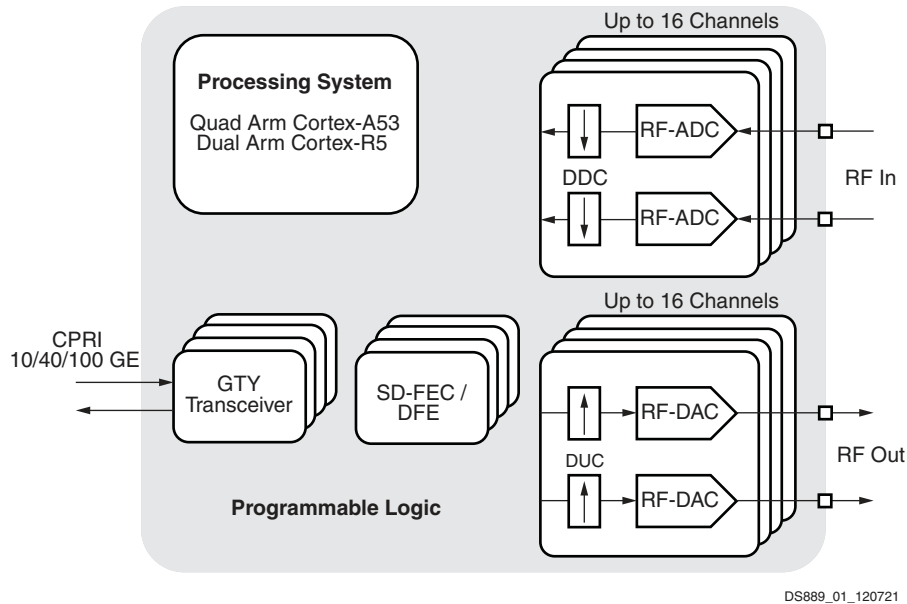 Up to 16 Channels
Processing System
Quad Arm Cortex-A53
Dual Arm Cortex-R5
RF-ADC
DDC
RF-ADC
RF In
Up to 16 Channels
CPRI
10/40/100 GE
GTY
Transceiver
SD-FEC /
DFE
RF-DAC
DUC
RF-DAC
RF Out
Programmable Logic
DS889_01_120721